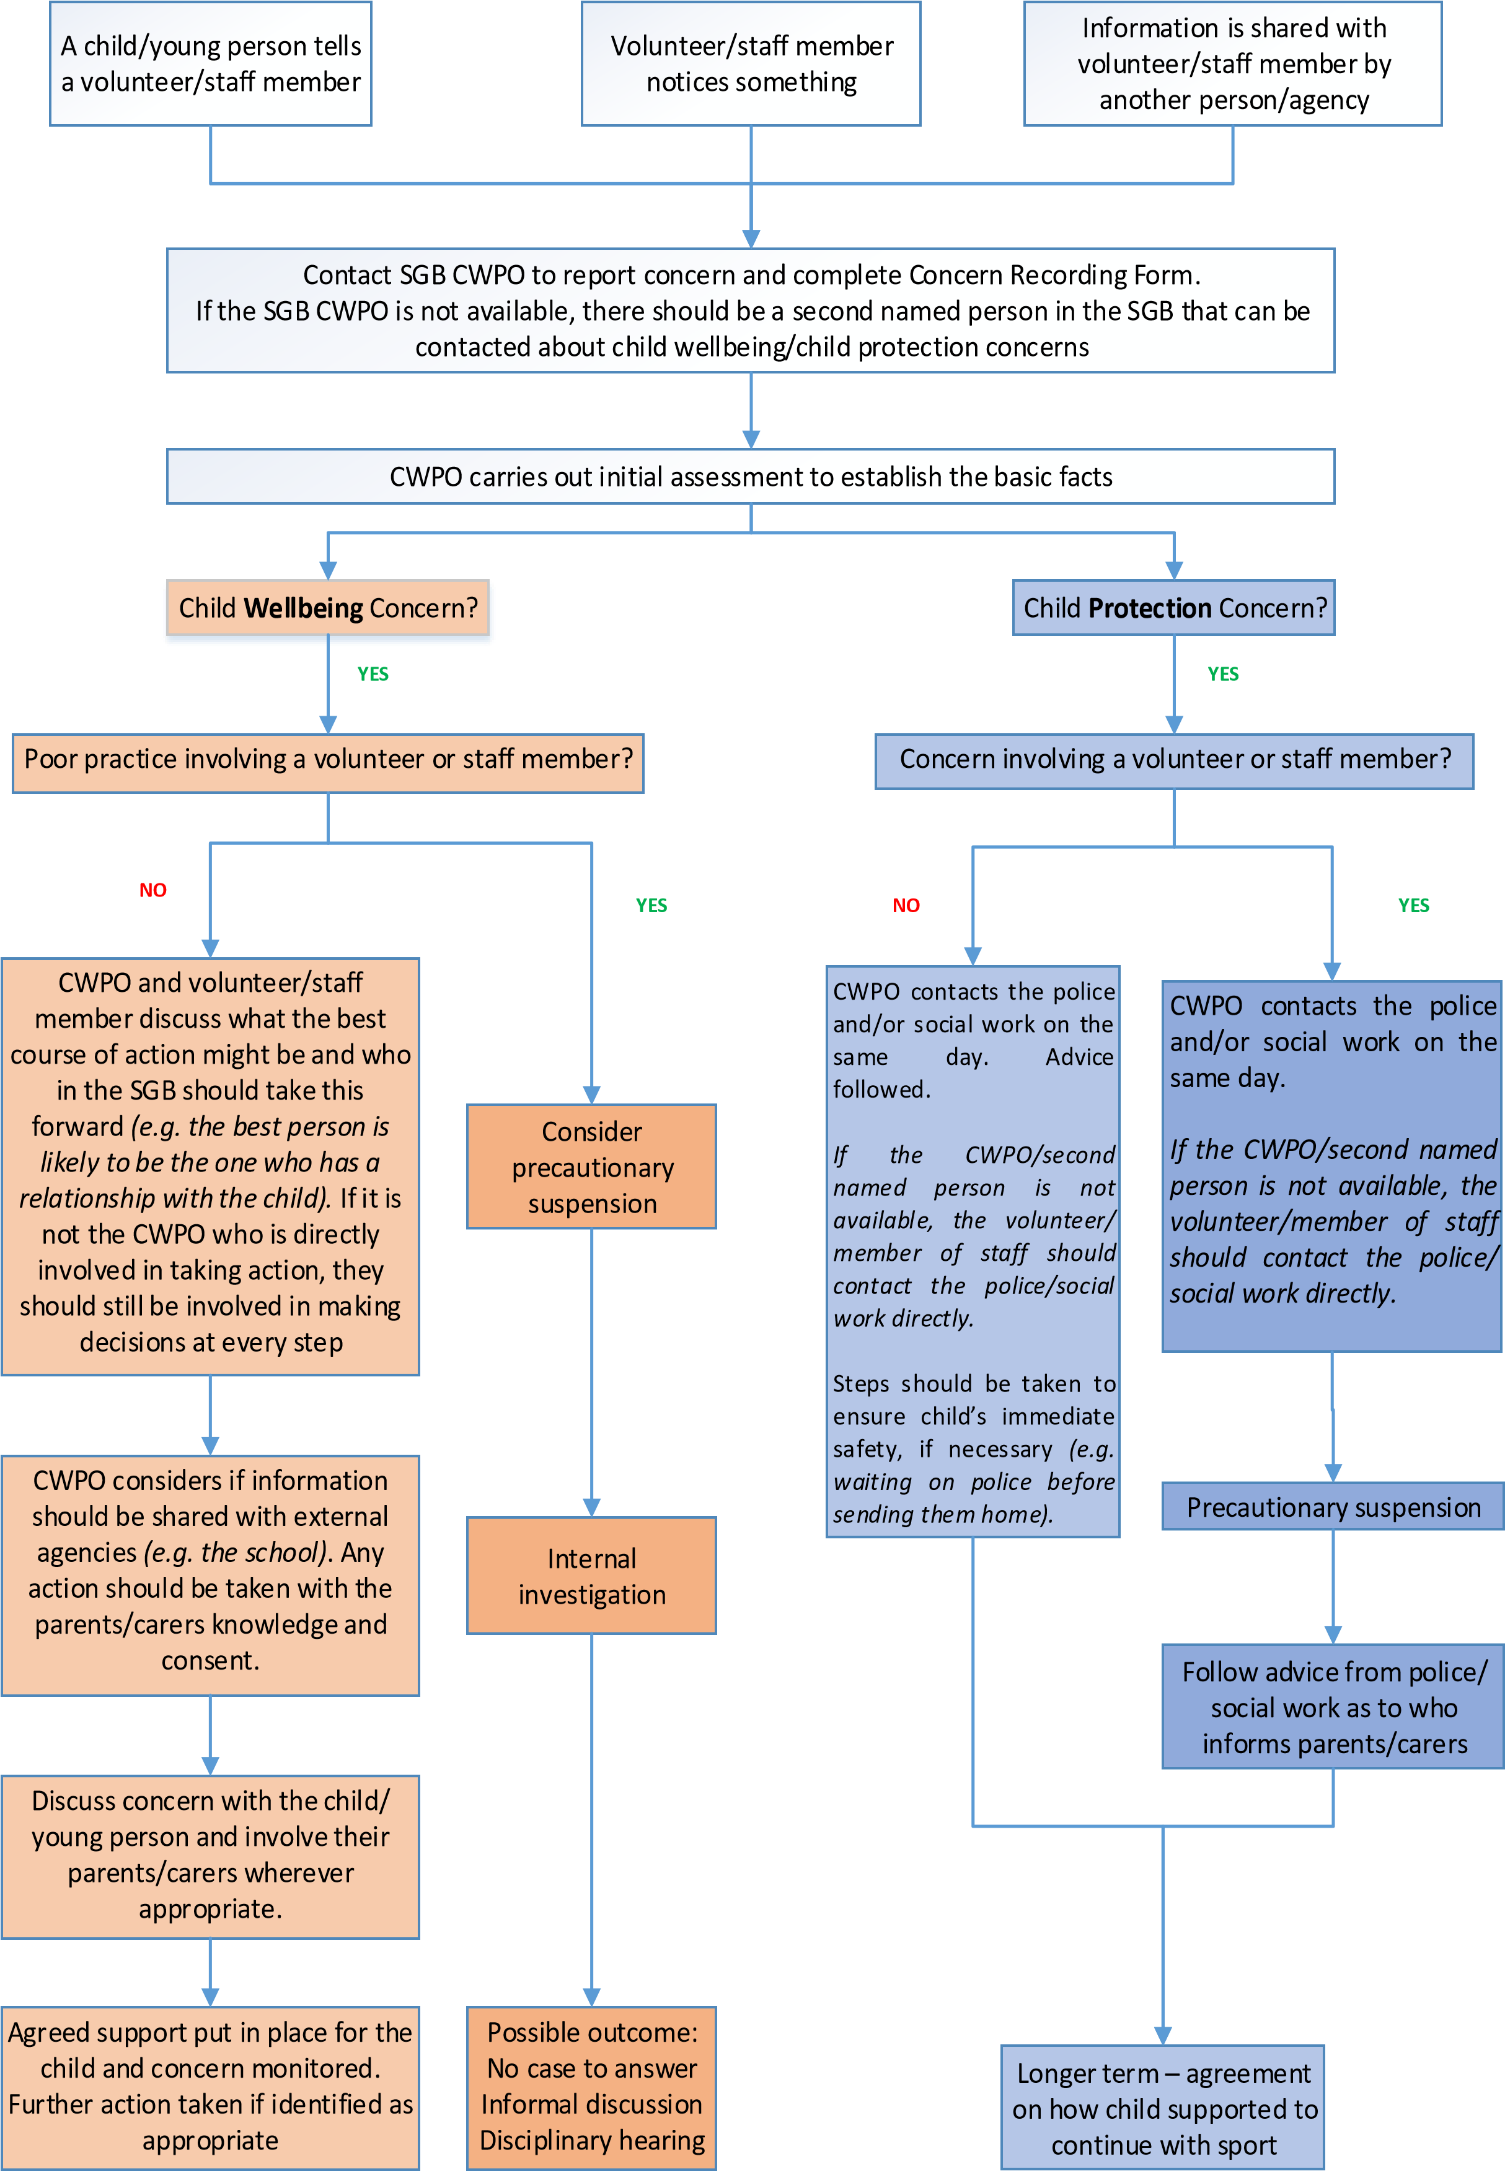 A child/young person tells
a volunteer/staff member
Volunteer/staff member
notices something
Information is shared with
volunteer/staff member by
another person/agency
Contact SGB CWPO to report concern and complete Concern Recording Form.
If the SGB CWPO is not available, there should be a second named person in the SGB that can be
contacted about child wellbeing/child protection concerns
CWPO carries out initial assessment to establish the basic facts
Child Wellbeing Concern?
YES
Poor practice involving a volunteer or staff member?
NO
CWPO and volunteer/staff
member discuss what the best
course of action might be and who
in the SGB should take this
forward (e.g. the best person is
likely to be the one who has a
relationship with the child). If it is
not the CWPO who is directly
involved in taking action, they
should still be involved in making
decisions at every step
CWPO considers if information
should be shared with external
agencies (e.g. the school). Any
action should be taken with the
parents/carers knowledge and
consent.
Discuss concern with the child/
young person and involve their
parents/carers wherever
appropriate.
Agreed support put in place for the
child and concern monitored.
Further action taken if identified as
appropriate
YES
Consider
precautionary
suspension
Internal
investigation
Possible outcome:
No case to answer
Informal discussion
Disciplinary hearing
Child Protection Concern?
YES
Concern involving a volunteer or staff member?
NO
CWPO contacts the police
and/or social work on the
same day. Advice
followed.
If the CWPO/second
named person is not
available, the volunteer/
member of staff should
contact the police/social
work directly.
Steps should be taken to
ensure child’s immediate
safety, if necessary (e.g.
waiting on police before
sending them home).
YES
CWPO contacts the police
and/or social work on the
same day.
If the CWPO/second named
person is not available, the
volunteer/member of staff
should contact the police/
social work directly.
Precautionary suspension
Follow advice from police/
social work as to who
informs parents/carers
Longer term – agreement
on how child supported to
continue with sport